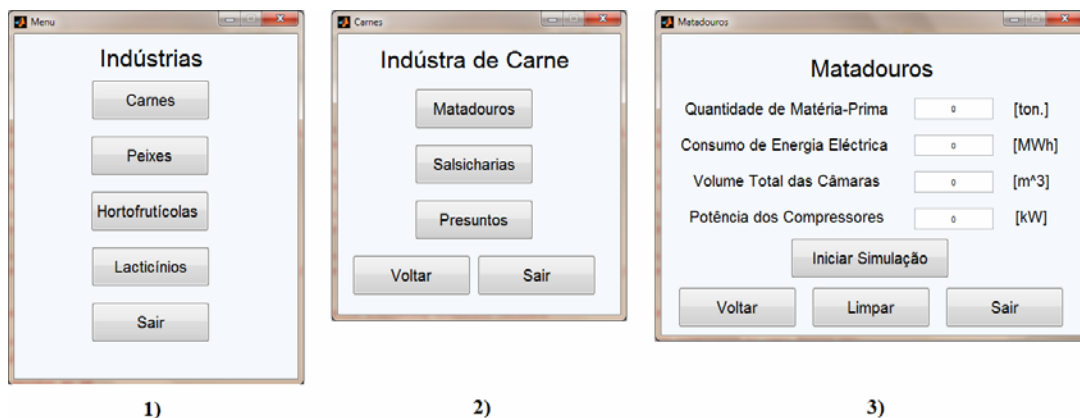 Menu
Indústrias
Carnes
Peixes
Hortofrutícolas
Lacticínios
Sair
1)
Carnes
Indústra de Carne
Matadouros
Salsicharias
Presuntos
Voltar Sair
2)
Matadouros
Matadouros
Quantidade de Matéria-Prima 0 [ton.]
Consumo de Energia Eléctrica 0 [MWh]
Volume Total das Câmaras 0 [m^3]
Potência dos Compressores 0 [kW]
Iniciar Simulação
Voltar Limpar Sair
3)